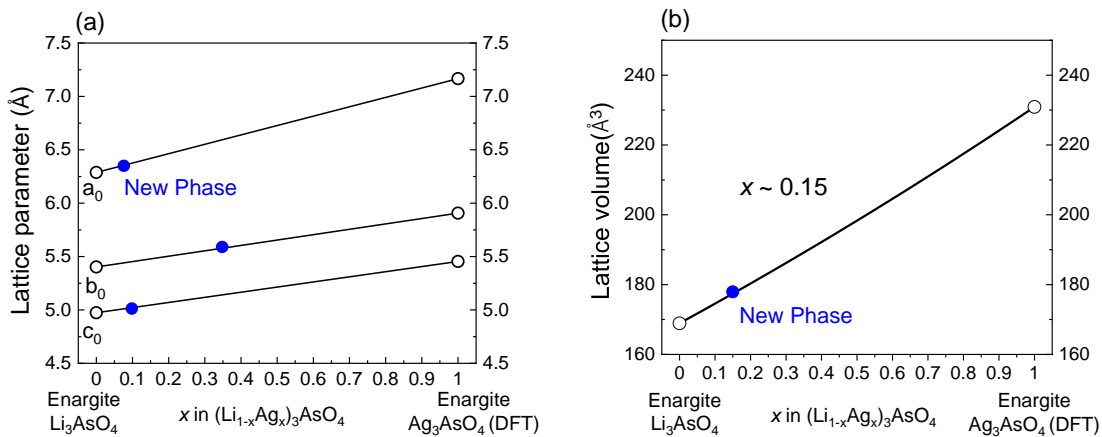 (a)
Lattice parameter (Å)
7.5
7.0
6.5
6.0
5.5
5.0
4.5
a₀
b₀
c₀
New Phase
7.5
7.0
6.5
6.0
5.5
5.0
4.5
0 0.1 0.2 0.3 0.4 0.5 0.6 0.7 0.8 0.9 1
Enargite
Li₃AsO₄
x in (Li₁₋ₓAgₓ)₃AsO₄
Enargite
Ag₃AsO₄ (DFT)
(b)
Lattice volume(Å³)
240
220
200
180
160
x ~ 0.15
New Phase
240
220
200
180
160
0 0.1 0.2 0.3 0.4 0.5 0.6 0.7 0.8 0.9 1
Enargite
Li₃AsO₄
x in (Li₁₋ₓAgₓ)₃AsO₄
Enargite
Ag₃AsO₄ (DFT)